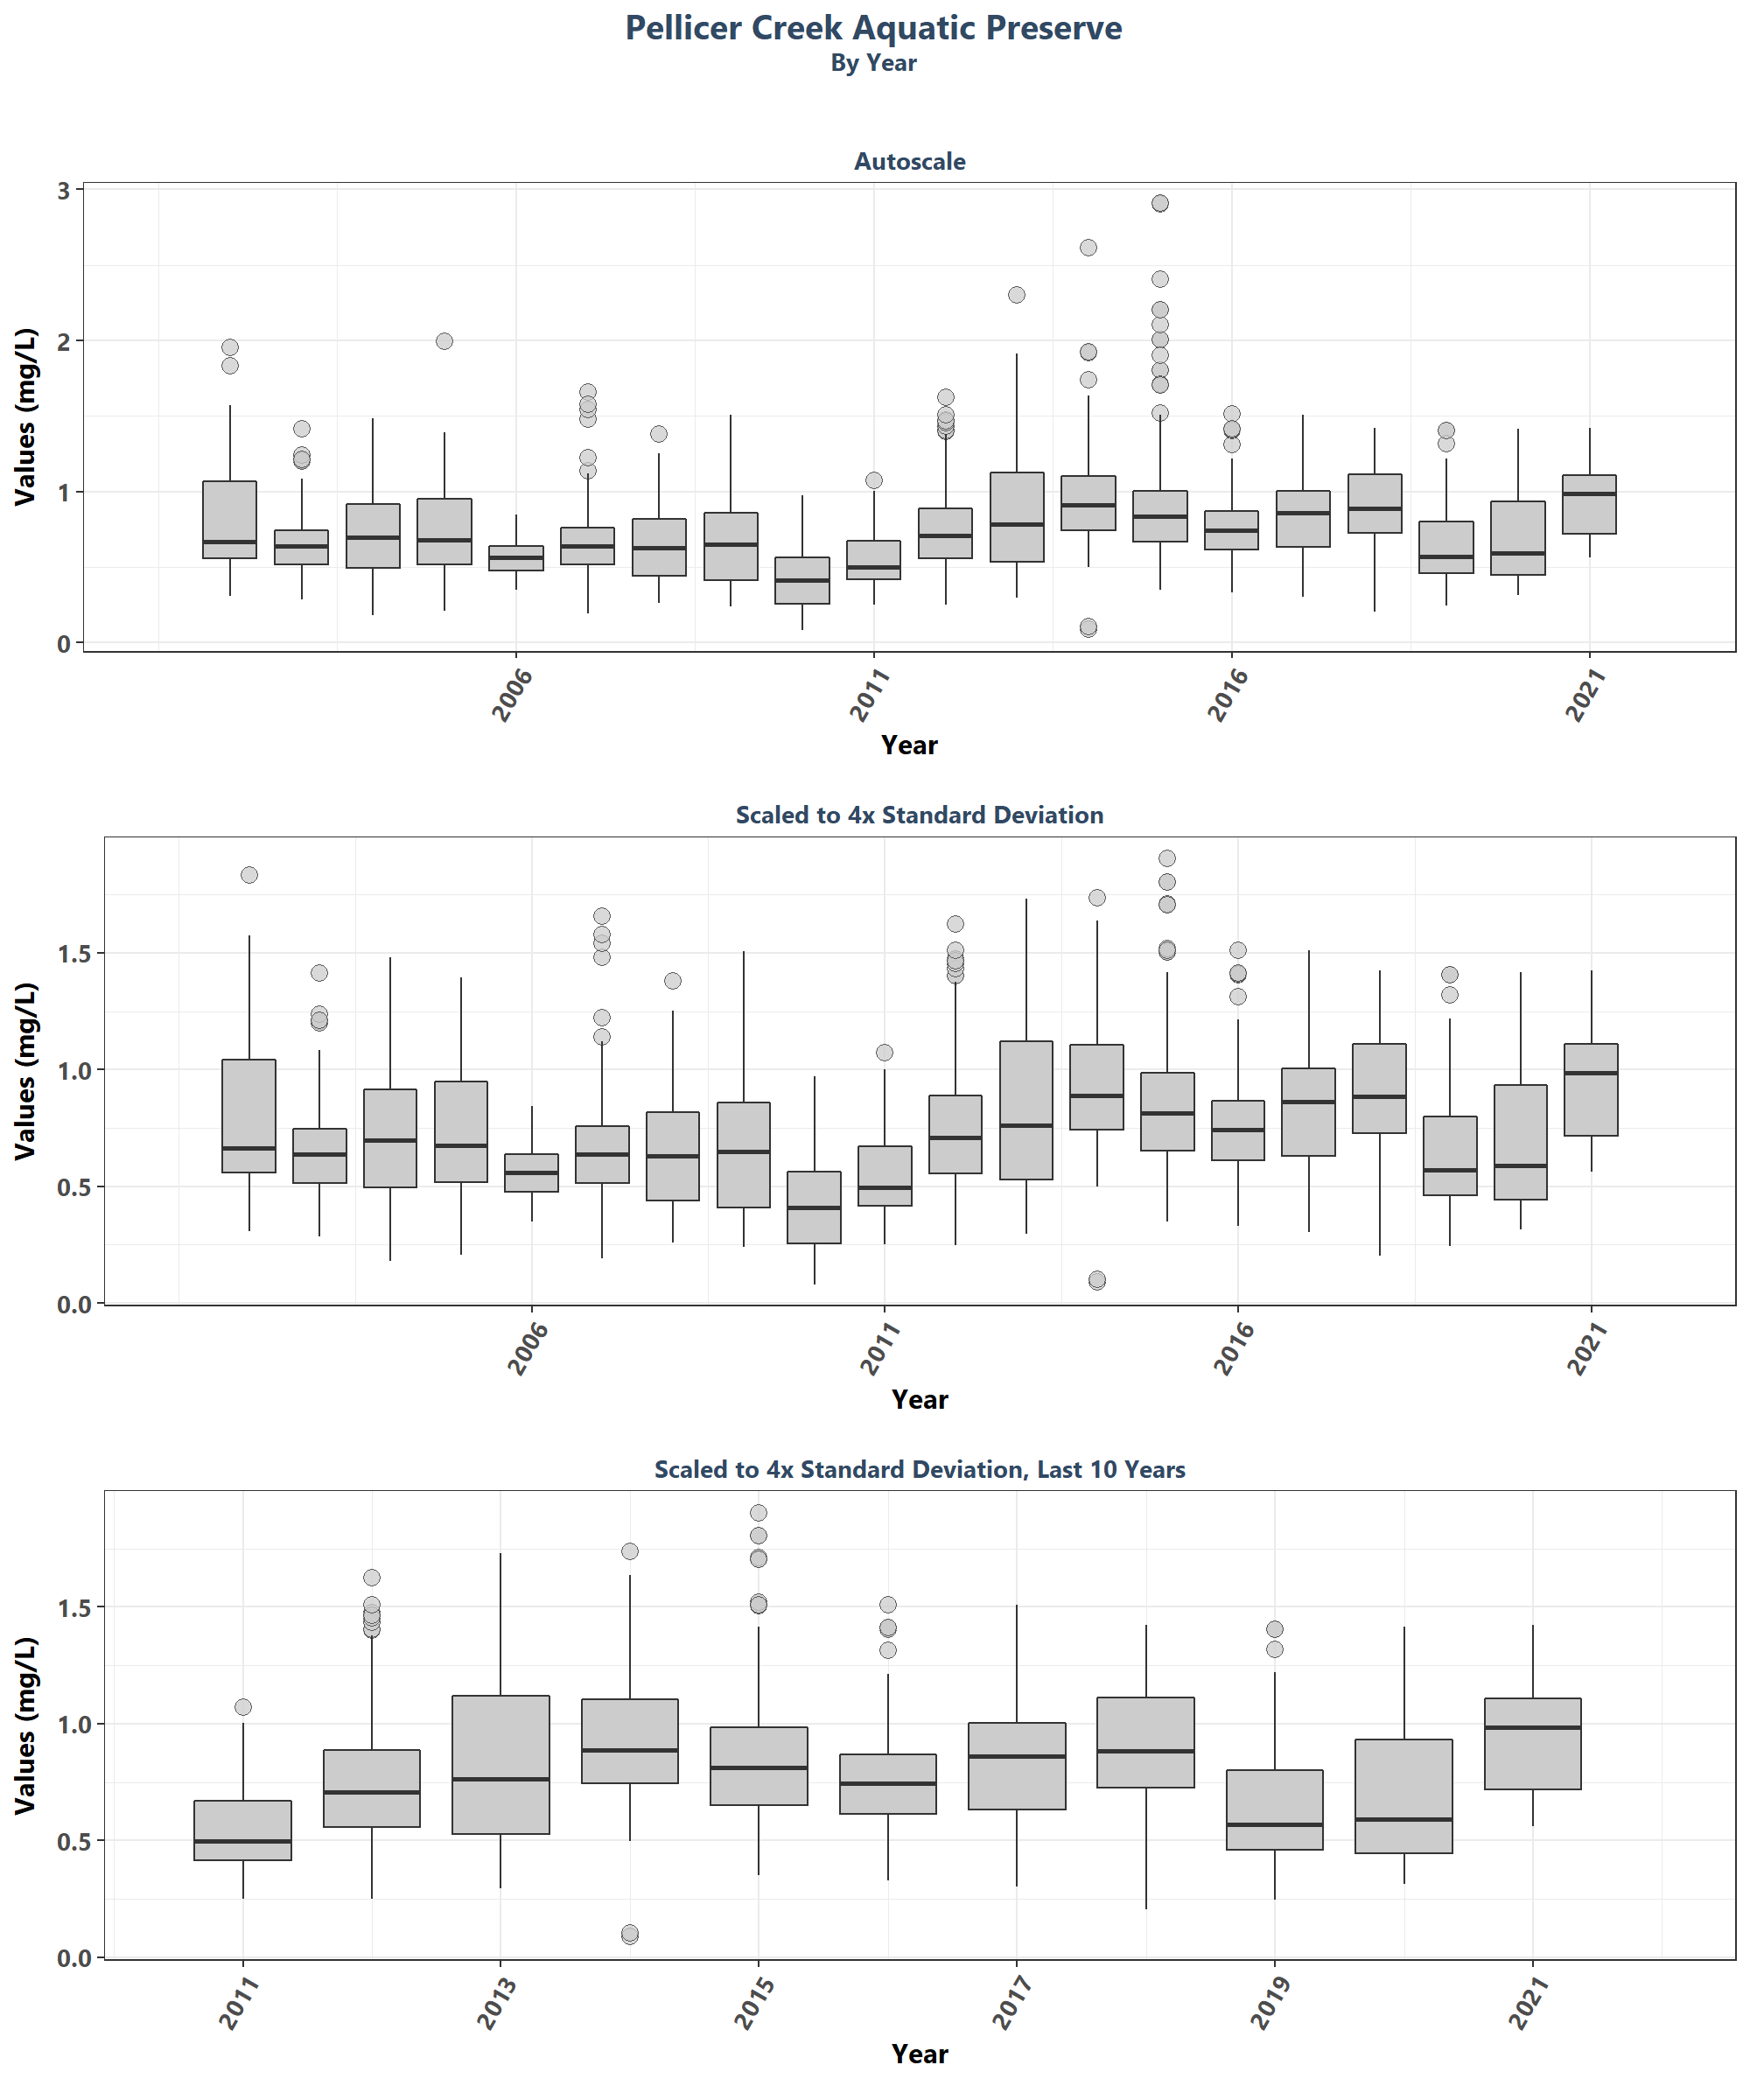 Pellicer Creek Aquatic Preserve
By Year
Autoscale
Values (mg/L)
3
2
1
0
2006
2011
2016
2021
Year
Scaled to 4x Standard Deviation
Values (mg/L)
1.5
1.0
0.5
0.0
2006
2011
2016
2021
Year
Scaled to 4x Standard Deviation, Last 10 Years
Values (mg/L)
1.5
1.0
0.5
0.0
2011
2013
2015
2017
2019
2021
Year